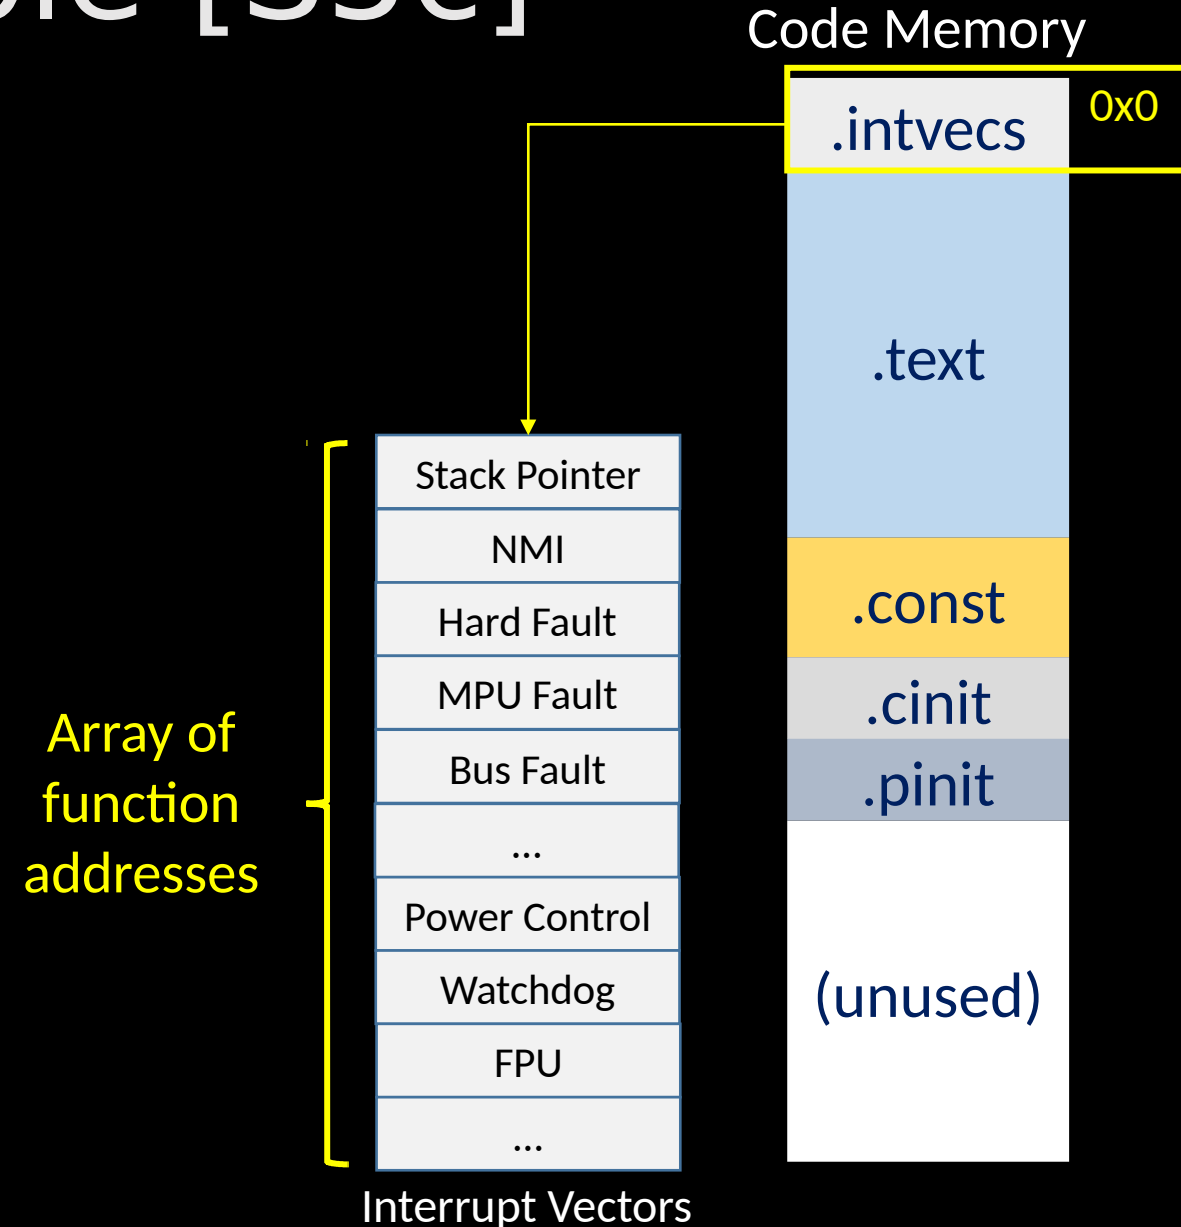 [S3c]
Code Memory
.intvecs
0x0
.text
Stack Pointer
NMI
Hard Fault
MPU Fault
Bus Fault
...
Power Control
Watchdog
FPU
...
Interrupt Vectors
Array of
function
addresses
.const
.cinit
.pinit
(unused)